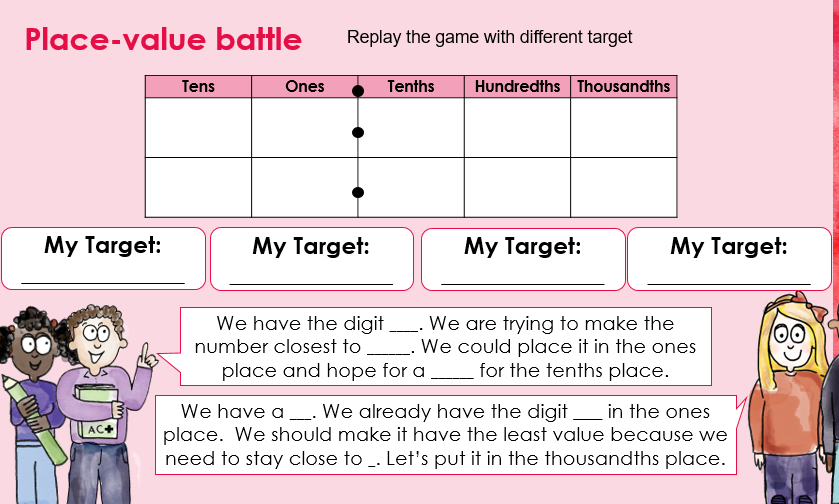 Place-value battle
Replay the game with different target
Tens Ones Tenths Hundredths Thousandths
My Target: My Target: My Target: My Target:
We have the digit ___. We are trying to make the
number closest to _____. We could place it in the ones
place and hope for a _____ for the tenths place.
We have a __. We already have the digit ___ in the ones
place. We should make it have the least value because we
need to stay close to _. Let's put it in the thousandths place.
AC+